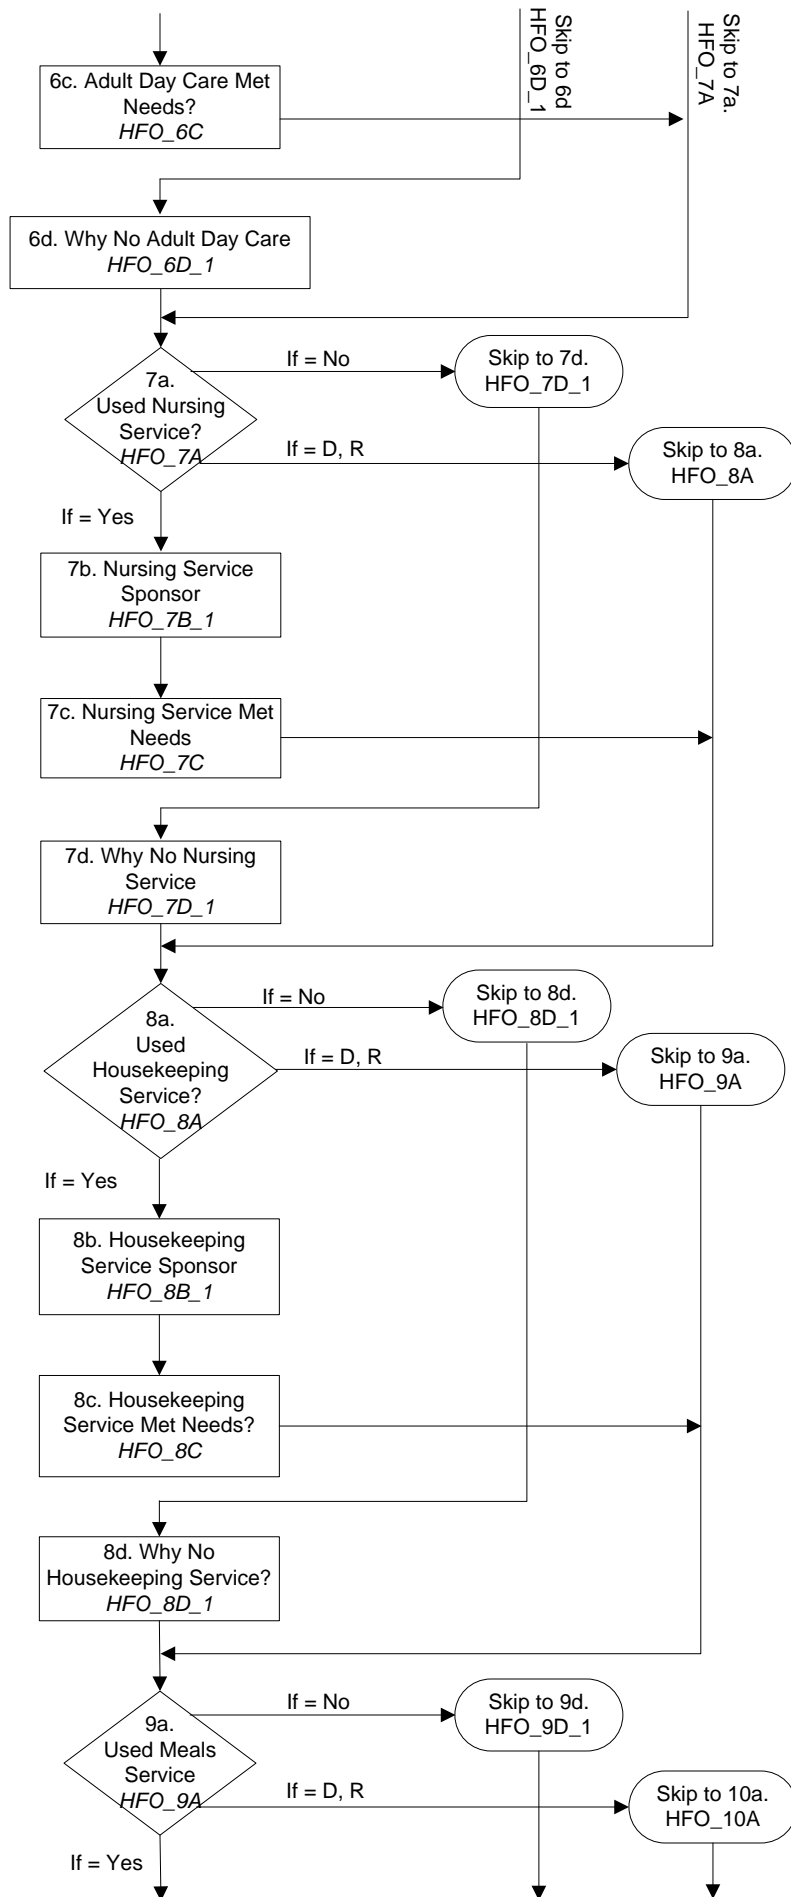 Skip to 6d
HFO_6D_1
Skip to 7a.
HFO_7A
6c. Adult Day Care Met
Needs?
HFO_6C
6d. Why No Adult Day Care
HFO_6D_1
7a.
Used Nursing
Service?
HFO_7A
If = No
Skip to 7d.
HFO_7D_1
If = D, R
Skip to 8a.
HFO_8A
If = Yes
7b. Nursing Service
Sponsor
HFO_7B_1
7c. Nursing Service Met
Needs
HFO_7C
7d. Why No Nursing
Service
HFO_7D_1
8a.
Used
Housekeeping
Service?
HFO_8A
If = No
Skip to 8d.
HFO_8D_1
If = D, R
Skip to 9a.
HFO_9A
If = Yes
8b. Housekeeping
Service Sponsor
HFO_8B_1
8c. Housekeeping
Service Met Needs?
HFO_8C
8d. Why No
Housekeeping Service?
HFO_8D_1
9a.
Used Meals
Service
HFO_9A
If = No
Skip to 9d.
HFO_9D_1
If = D, R
Skip to 10a.
HFO_10A
If = Yes